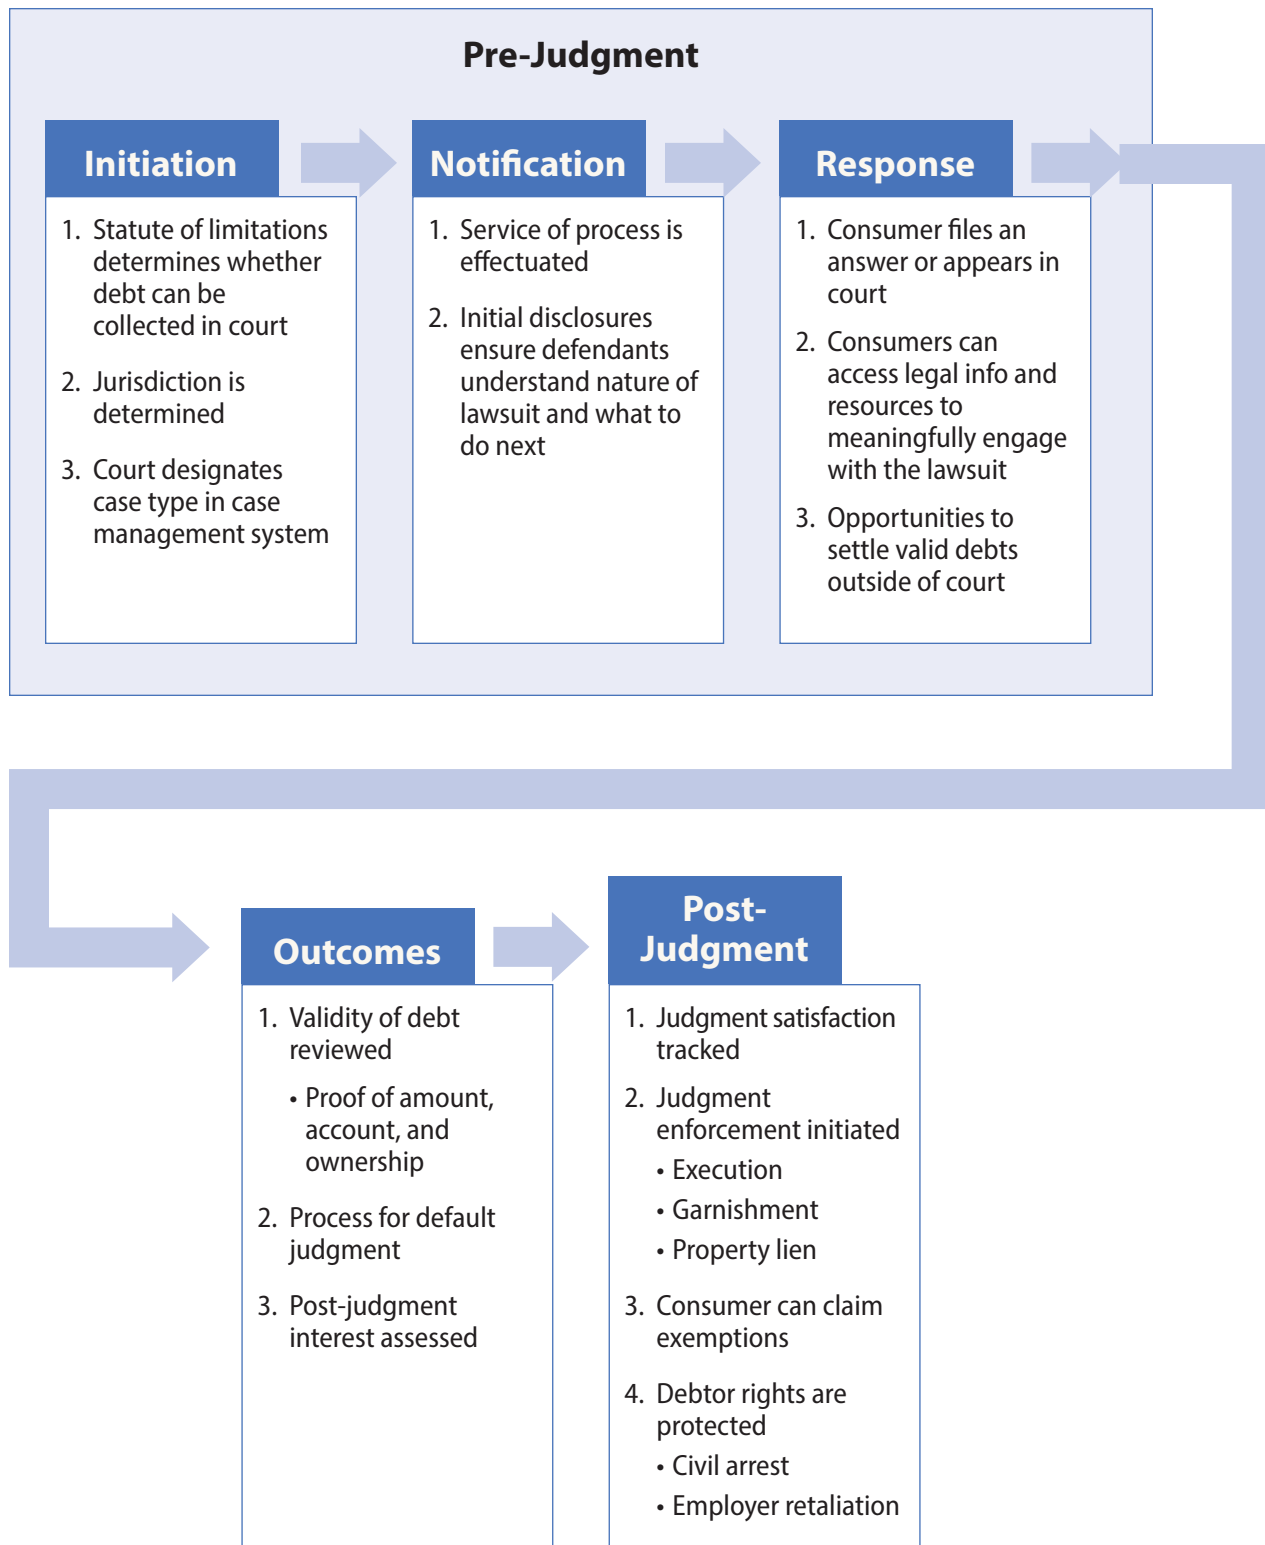 Pre-Judgment
Initiation
1. Statute of limitations
determines whether
debt can be
collected in court
2. Jurisdiction is
determined
3. Court designates
case type in case
management system
Notification
1. Service of process is
effectuated
2. Initial disclosures
ensure defendants
understand nature of
lawsuit and what to
do next
Response
1. Consumer files an
answer or appears in
court
2. Consumers can
access legal info and
resources to
meaningfully engage
with the lawsuit
3. Opportunities to
settle valid debts
outside of court
Outcomes
1. Validity of debt
reviewed
• Proof of amount,
account, and
ownership
2. Process for default
judgment
3. Post-judgment
interest assessed
Post-
Judgment
1. Judgment satisfaction
tracked
2. Judgment
enforcement initiated
• Execution
• Garnishment
• Property lien
3. Consumer can claim
exemptions
4. Debtor rights are
protected
• Civil arrest
• Employer retaliation